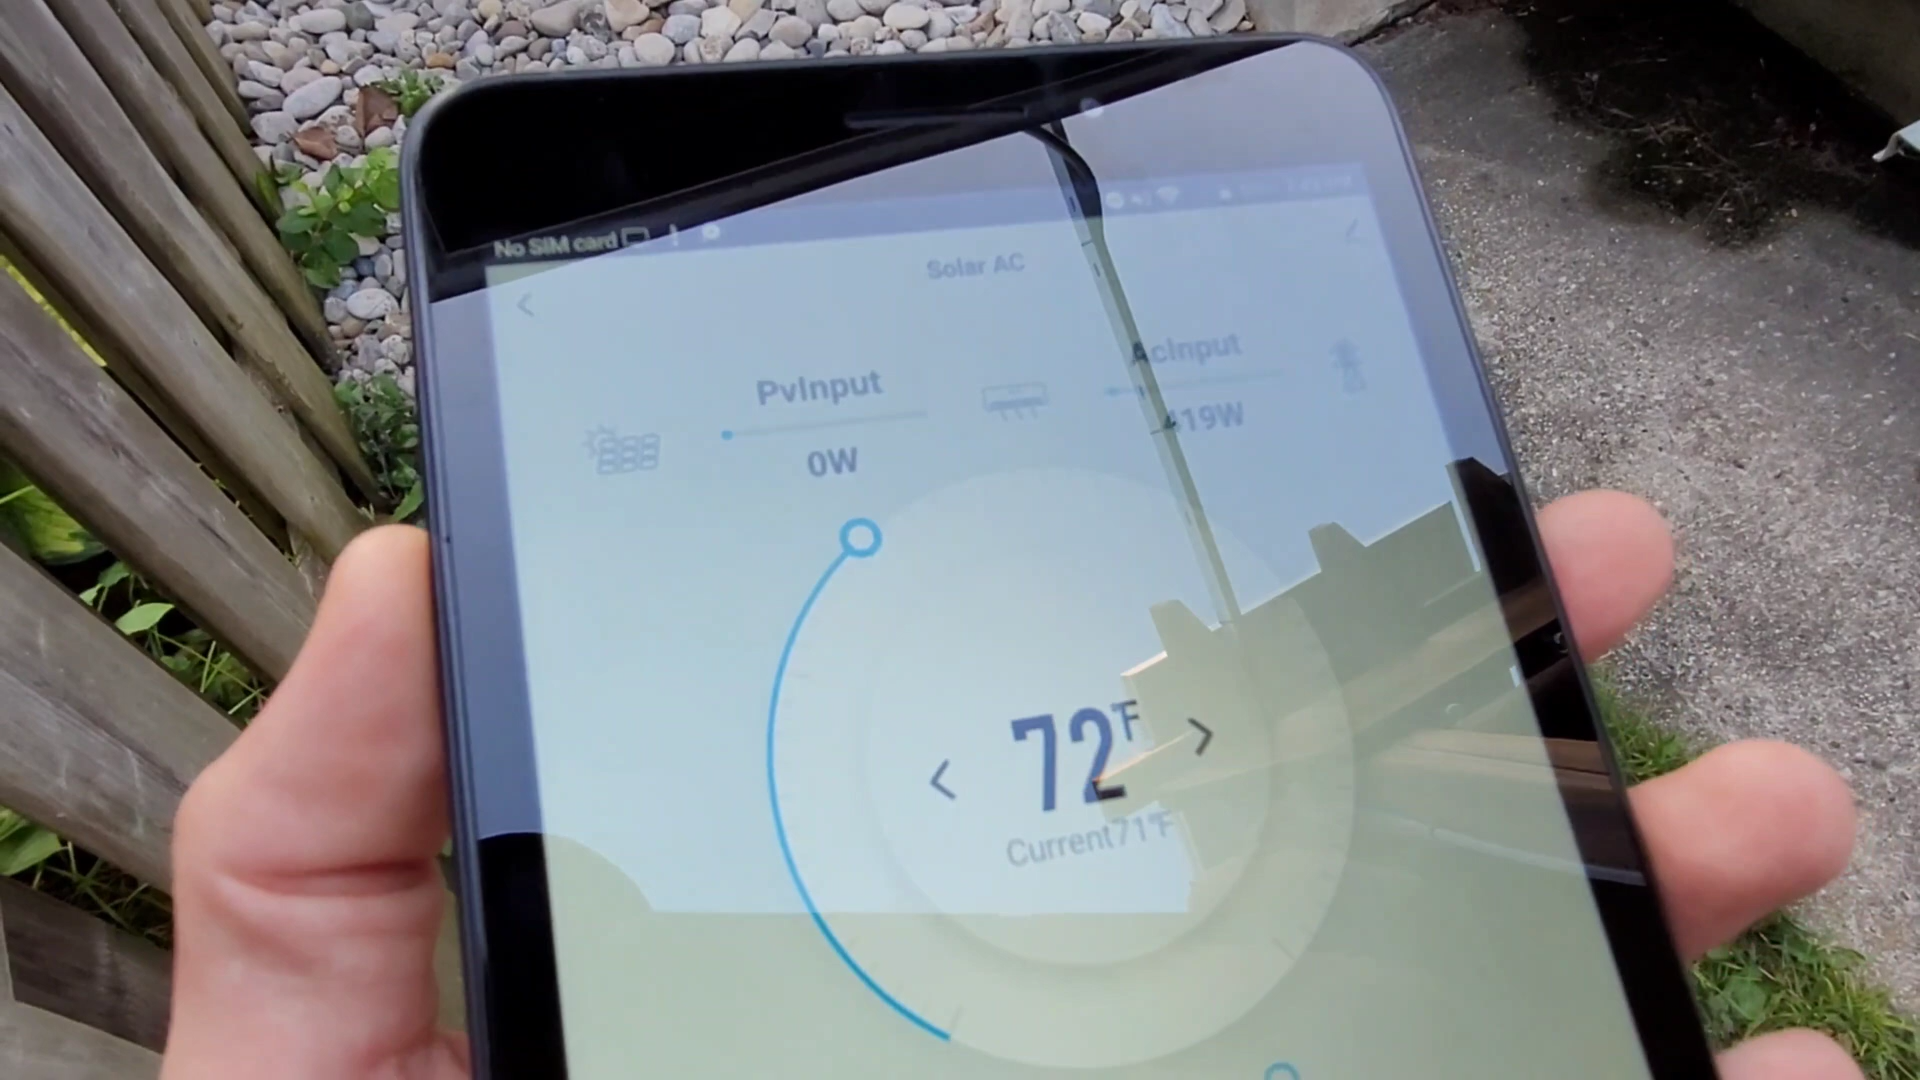 No SIM card
Solar AC
PvInput
0W
AcInput
419W
72°F
Current71°F